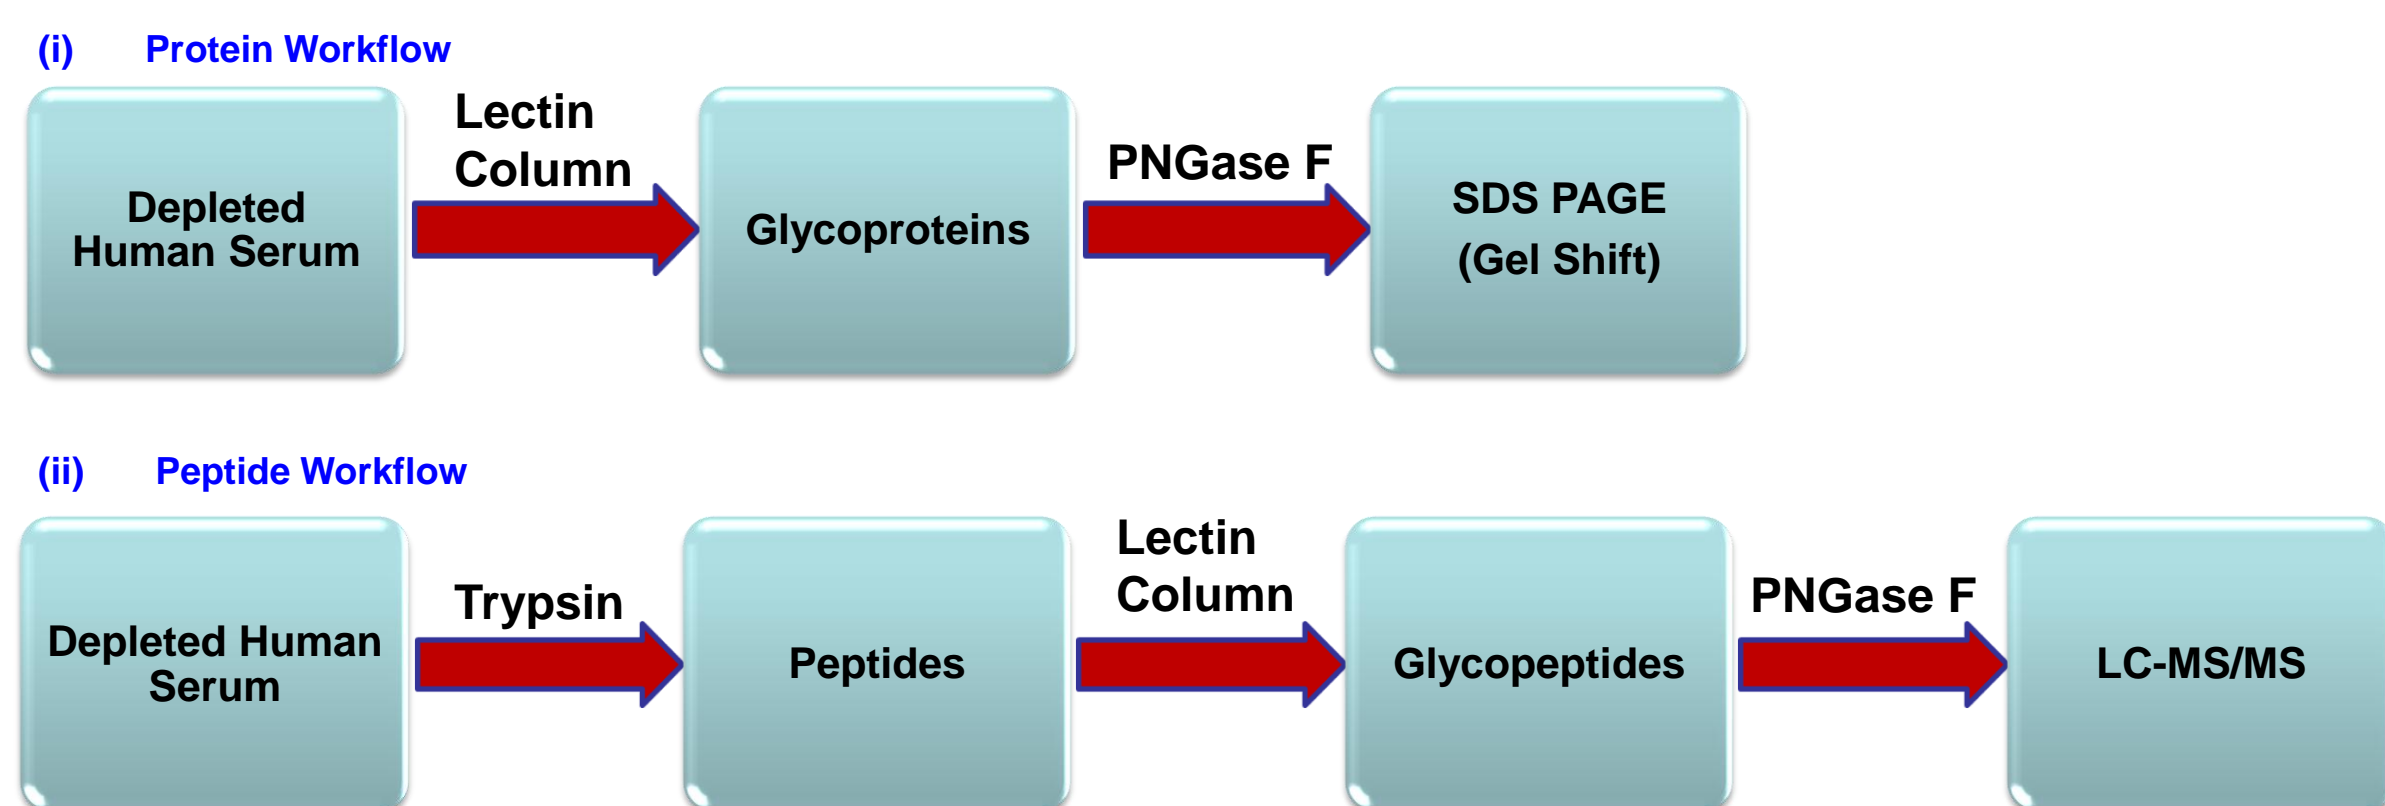 (i) Protein Workflow
Lectin
Column
PNGase F
Depleted
Human Serum
Glycoproteins
SDS PAGE
(Gel Shift)
(ii) Peptide Workflow
Trypsin
Lectin
Column
PNGase F
Depleted Human
Serum
Peptides
Glycopeptides
LC-MS/MS